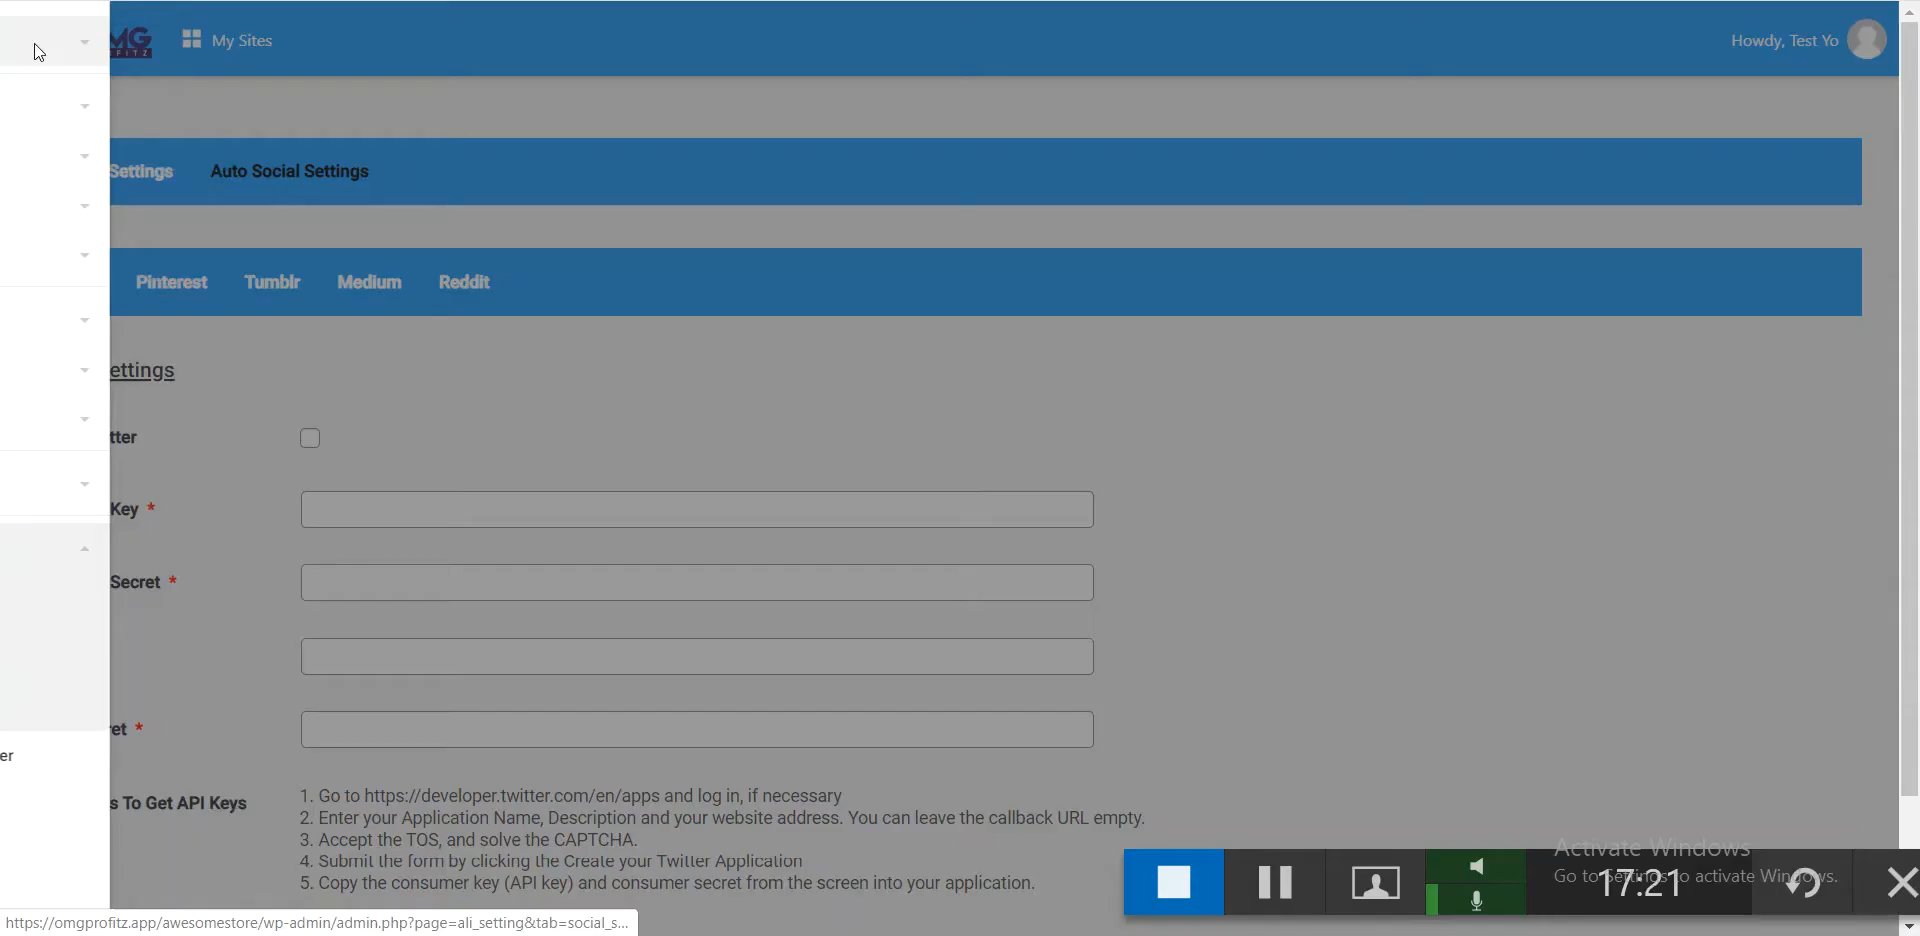 MG
FITZ
My Sites
Howdy, Test Yo
Settings
Auto Social Settings
Pinterest
Tumblr
Medium
Reddit
ettings
tter
Key *
Secret *
ret *
er
s To Get API Keys
1. Go to https://developer.twitter.com/en/apps and log in, if necessary
2. Enter your Application Name, Description and your website address. You can leave the callback URL empty.
3. Accept the TOS, and solve the CAPTCHA.
4. Submit the form by clicking the Create your Twitter Application
5. Copy the consumer key (API key) and consumer secret from the screen into your application.
Activate Windows
Go to Settings to activate Windows.
17:21
https://omgprofitz.app/awesomestore/wp-admin/admin.php?page=ali_setting&tab=social_s...